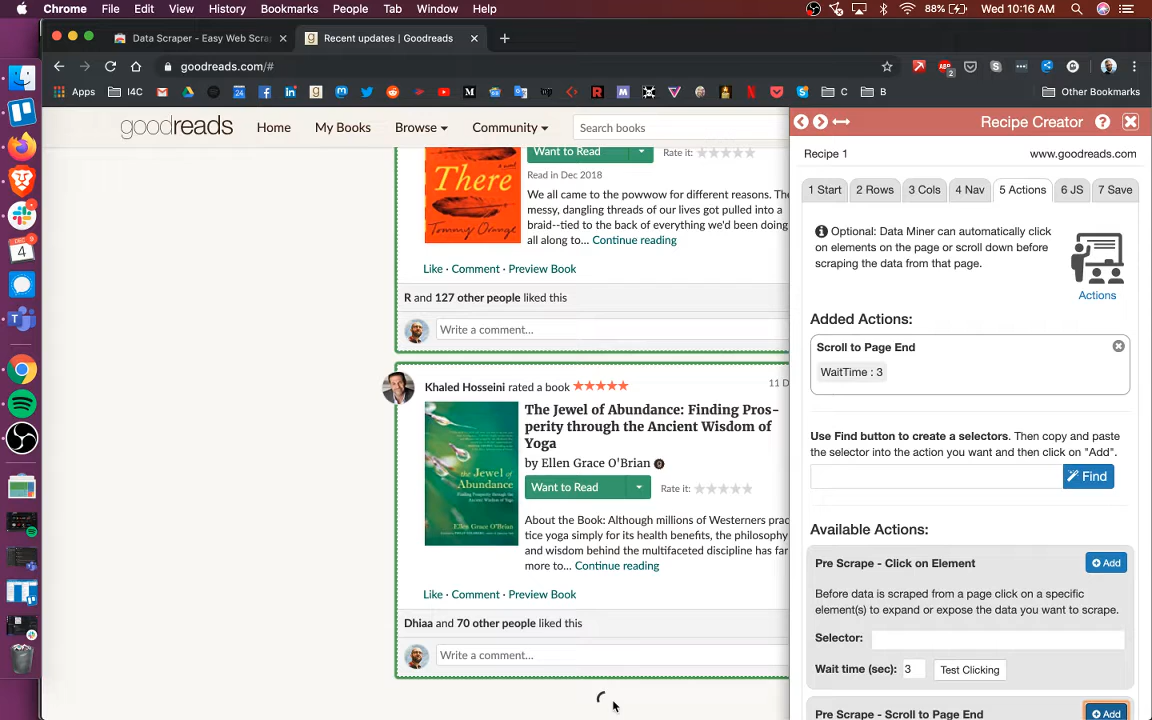 Chrome File Edit View History Bookmarks People Tab Window Help 88% Wed 10:16 AM
Data Scraper - Easy Web Scra
Recent updates | Goodreads
goodreads.com/#
Apps I4C C B Other Bookmarks
goodreads Home My Books Browse Community Search books
Recipe Creator
Recipe 1 www.goodreads.com
1 Start 2 Rows 3 Cols 4 Nav 5 Actions 6 JS 7 Save
Optional: Data Miner can automatically click
on elements on the page or scroll down before
scraping the data from that page.
Actions
Added Actions:
Scroll to Page End
WaitTime : 3
Use Find button to create a selectors. Then copy and paste
the selector into the action you want and then click on "Add".
Find
Available Actions:
Pre Scrape - Click on Element Add
Before data is scraped from a page click on a specific
element(s) to expand or expose the data you want to scrape.
Selector:
Wait time (sec): 3 Test Clicking
Pre Scrape - Scroll to Page End Add
There
Tommy Orange
Want to Read Rate it:
Read in Dec 2018
We all came to the powwow for different reasons. The
messy, dangling threads of our lives got pulled into a
braid--tied to the back of everything we'd been doing
all along to... Continue reading
Like · Comment · Preview Book
R and 127 other people liked this
Write a comment...
Khaled Hosseini rated a book 11 D
The Jewel of Abundance: Finding Pros-
perity through the Ancient Wisdom of
Yoga
by Ellen Grace O'Brian
Want to Read Rate it:
the Jewel of
Abundance
About the Book: Although millions of Westerners prac
tice yoga simply for its health benefits, the philosophy
and wisdom behind the multifaceted discipline has far
more to... Continue reading
Like · Comment · Preview Book
Dhiaa and 70 other people liked this
Write a comment...